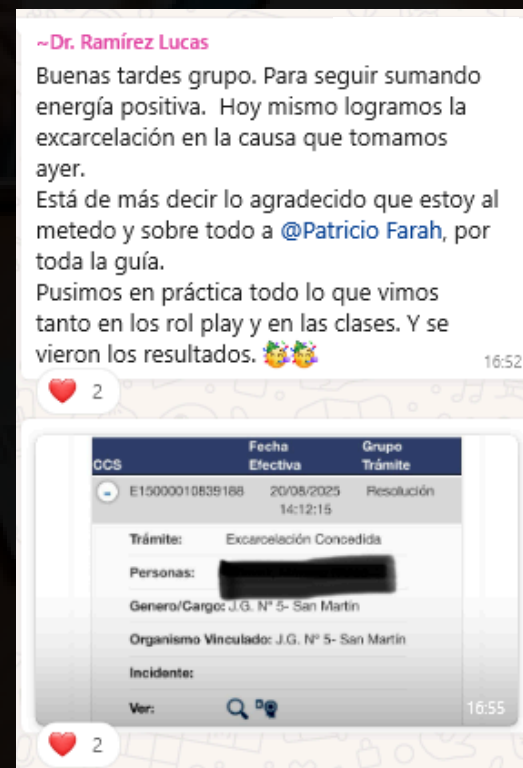 ~Dr. Ramírez Lucas
Buenas tardes grupo. Para seguir sumando
energía positiva. Hoy mismo logramos la
excarcelación en la causa que tomamos
ayer.
Está de más decir lo agradecido que estoy al
metedo y sobre todo a @Patricio Farah, por
toda la guía.
Pusimos en práctica todo lo que vimos
tanto en los rol play y en las clases. Y se
vieron los resultados. 🥳🥳
16:52
❤️ 2
CCS Fecha Efectiva Grupo Trámite
E15000010839188 20/08/2025 14:12:15 Resolución
Trámite: Excarcelación Concedida
Personas:
Genero/Cargo: J.G. N° 5- San Martín
Organismo Vinculado: J.G. N° 5- San Martín
Incidente:
Ver:
16:55
❤️ 2